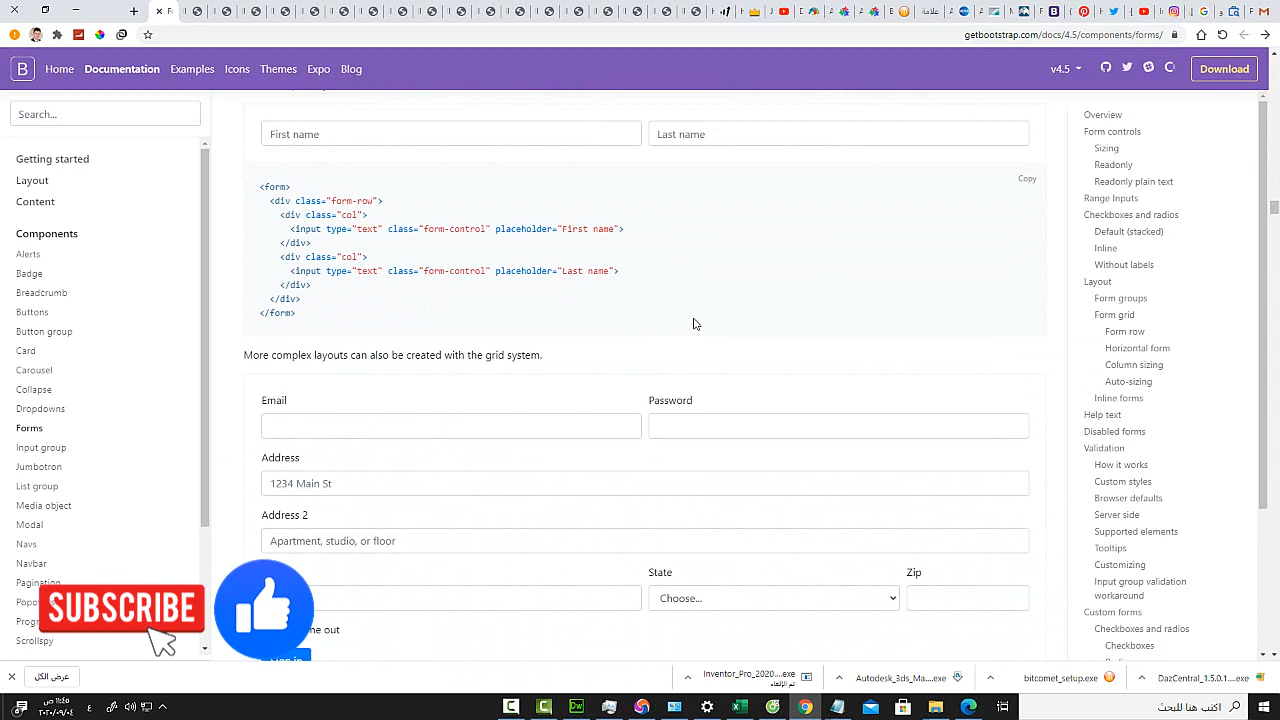 علامة
getbootstrap.com/docs/4.5/components/forms/
B
Home
Documentation
Examples
Icons
Themes
Expo
Blog
v4.5
Download
Search...
Getting started
Layout
Content
Components
Alerts
Badge
Breadcrumb
Buttons
Button group
Card
Carousel
Collapse
Dropdowns
Forms
Input group
Jumbotron
List group
Media object
Modal
Navs
Navbar
Pagination
Scrollspy
SUBSCRIBE
First name
Last name
Copy
<form>
<div class="form-row">
<div class="col">
<input type="text" class="form-control" placeholder="First name">
</div>
<div class="col">
<input type="text" class="form-control" placeholder="Last name">
</div>
</div>
</form>
More complex layouts can also be created with the grid system.
Email
Password
Address
1234 Main St
Address 2
Apartment, studio, or floor
State
Zip
Choose...
me out
Sign in
Overview
Form controls
Sizing
Readonly
Readonly plain text
Range Inputs
Checkboxes and radios
Default (stacked)
Inline
Without labels
Layout
Form groups
Form grid
Form row
Horizontal form
Column sizing
Auto-sizing
Inline forms
Help text
Disabled forms
Validation
How it works
Custom styles
Browser defaults
Server side
Supported elements
Tooltips
Customizing
Input group validation
workaround
Custom forms
Checkboxes and radios
Checkboxes
عرض الكل
Inventor_Pro_2020....exe
تم الإلغاء
Autodesk_3ds_Ma....exe
bitcomet_setup.exe
DazCentral_1.5.0.1....exe
Dw
اكتب هنا للبحث